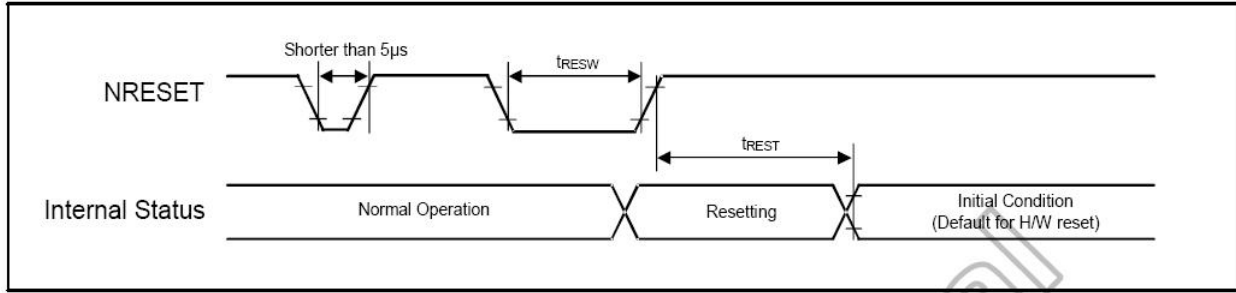 Shorter than 5µs
tRESW
NRESET
tREST
Internal Status
Normal Operation
Resetting
Initial Condition
(Default for H/W reset)